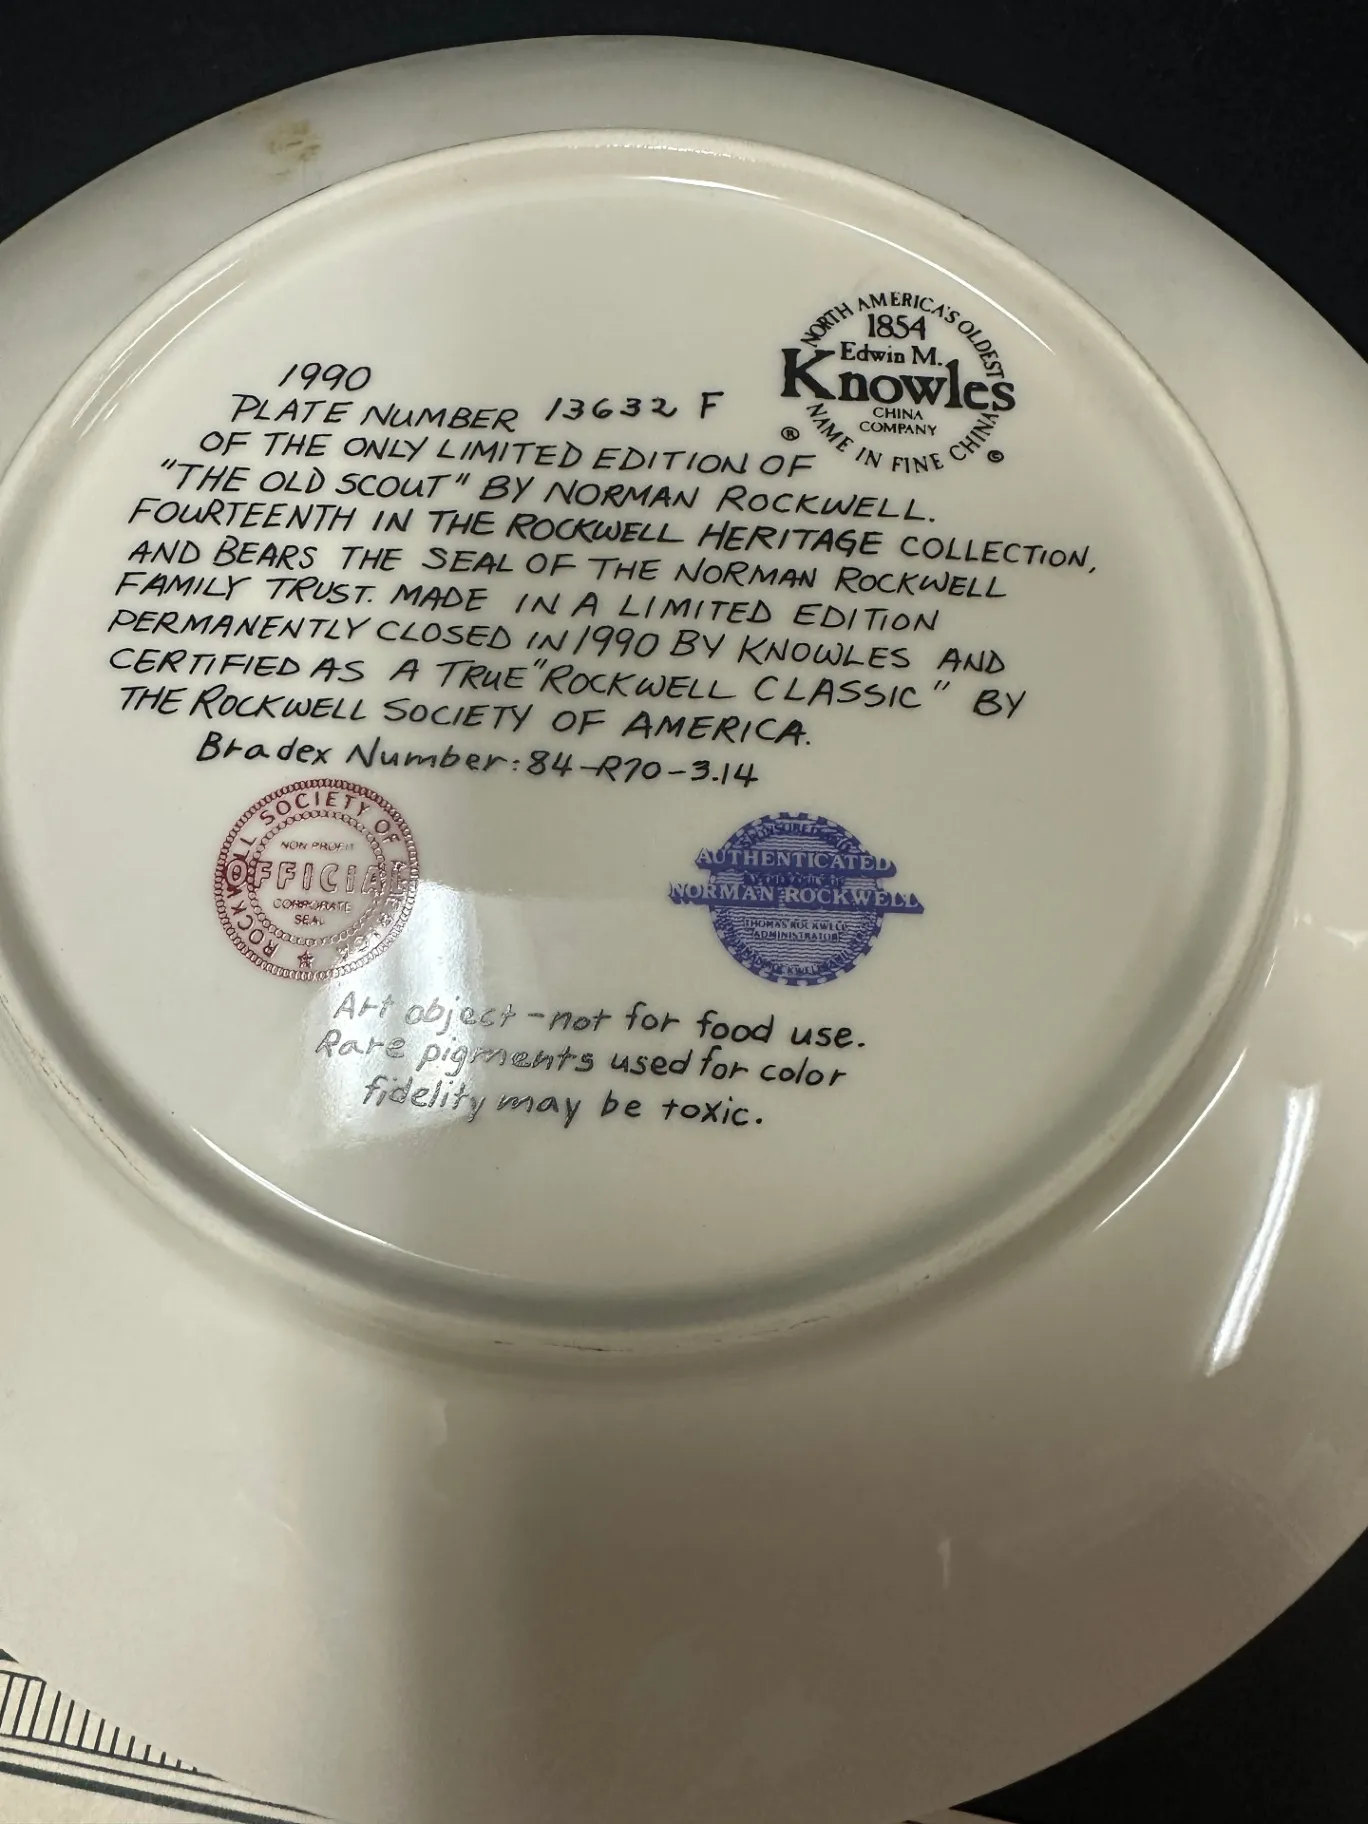 NORTH AMERICA'S OLDEST
1854
Edwin M.
Knowles
CHINA
COMPANY
® NAME IN FINE CHINA ©
1990
PLATE NUMBER 13632 F
OF THE ONLY LIMITED EDITION OF
"THE OLD SCOUT" BY NORMAN ROCKWELL.
FOURTEENTH IN THE ROCKWELL HERITAGE COLLECTION,
AND BEARS THE SEAL OF THE NORMAN ROCKWELL
FAMILY TRUST. MADE IN A LIMITED EDITION
PERMANENTLY CLOSED IN 1990 BY KNOWLES AND
CERTIFIED AS A TRUE "ROCKWELL CLASSIC" BY
THE ROCKWELL SOCIETY OF AMERICA.
Bradex Number: 84-R70-3.14
ROCKWELL SOCIETY OF AMERICA
NON PROFIT
OFFICIAL
CORPORATE
SEAL
AUTHENTICATED
NORMAN ROCKWELL
THOMAS ROCKWELL
ADMINISTRATOR
Art object - not for food use.
Rare pigments used for color
fidelity may be toxic.